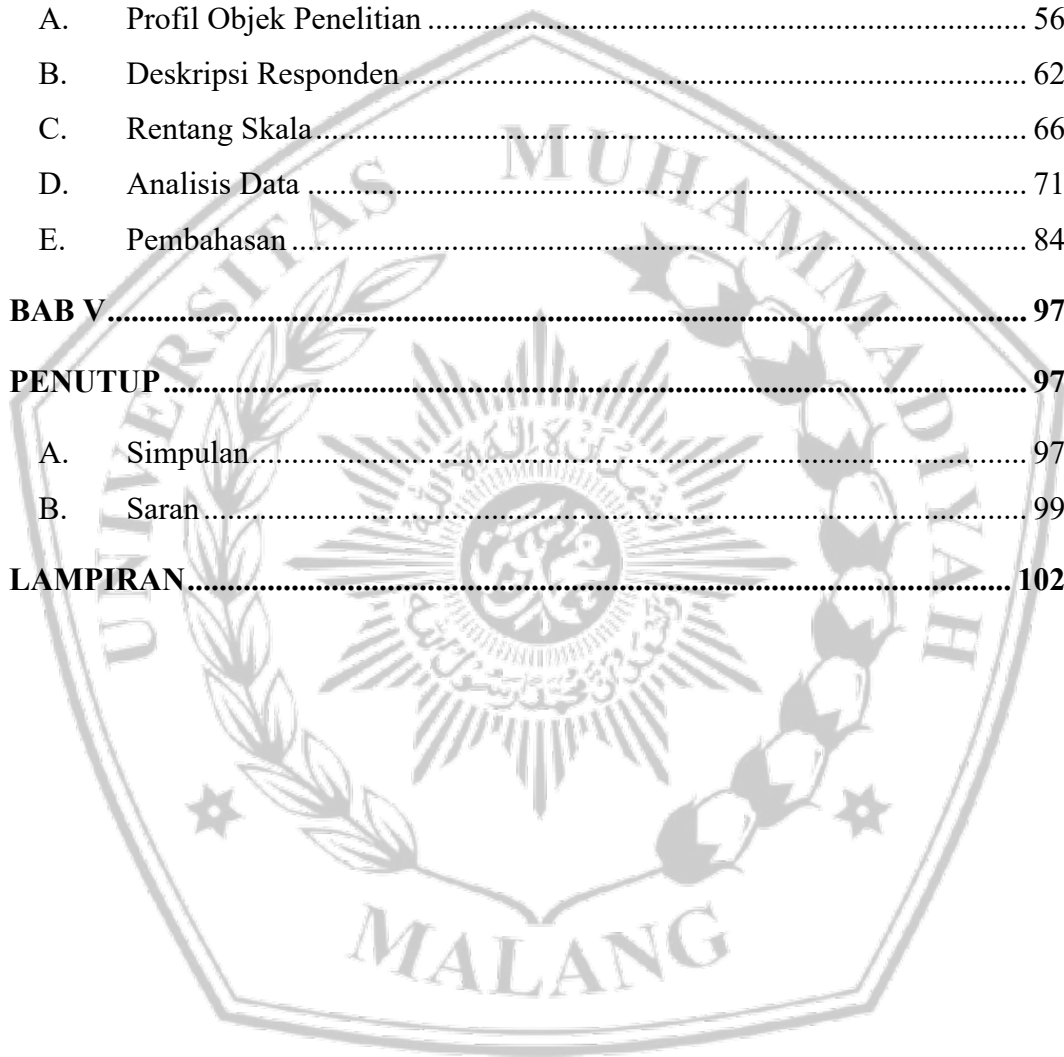 A. Profil Objek Penelitian ........................................ 56
B. Deskripsi Responden ........................................ 62
C. Rentang Skala ........................................ 66
D. Analisis Data ........................................ 71
E. Pembahasan ........................................ 84
BAB V ........................................ 97
PENUTUP ........................................ 97
A. Simpulan ........................................ 97
B. Saran ........................................ 99
LAMPIRAN ........................................ 102
UNIVERSITAS MUHAMMADIYAH
MALANG